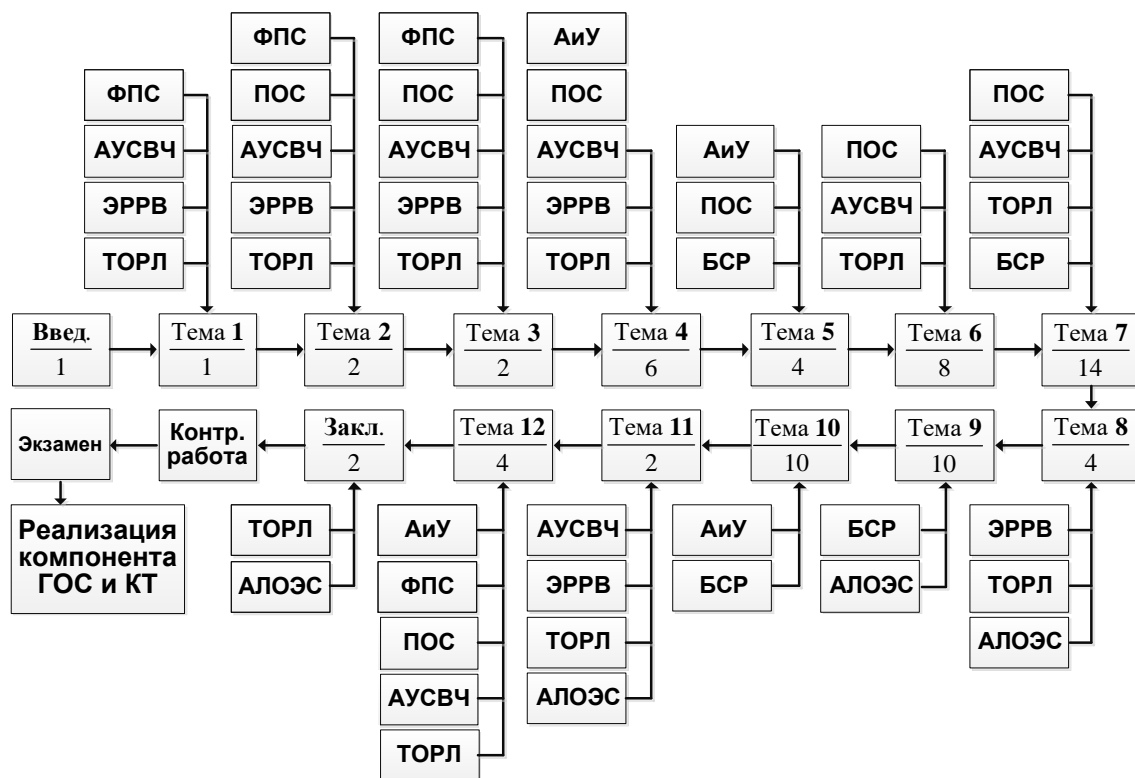 ФПС
АУСВЧ
ЭРРВ
ТОРЛ
ФПС
ПОС
АУСВЧ
ЭРРВ
ТОРЛ
ФПС
ПОС
АУСВЧ
ЭРРВ
ТОРЛ
АиУ
ПОС
АУСВЧ
ЭРРВ
ТОРЛ
АиУ
ПОС
БСР
ПОС
АУСВЧ
ТОРЛ
ПОС
АУСВЧ
ТОРЛ
БСР
Введ.
1
Тема 1
1
Тема 2
2
Тема 3
2
Тема 4
6
Тема 5
4
Тема 6
8
Тема 7
14
Экзамен
Контр.
работа
Закл.
2
Тема 12
4
Тема 11
2
Тема 10
10
Тема 9
10
Тема 8
4
Реализация
компонента
ГОС и КТ
ТОРЛ
АЛОЭС
АиУ
ФПС
ПОС
АУСВЧ
ТОРЛ
АУСВЧ
ЭРРВ
ТОРЛ
АЛОЭС
АиУ
БСР
БСР
АЛОЭС
ЭРРВ
ТОРЛ
АЛОЭС